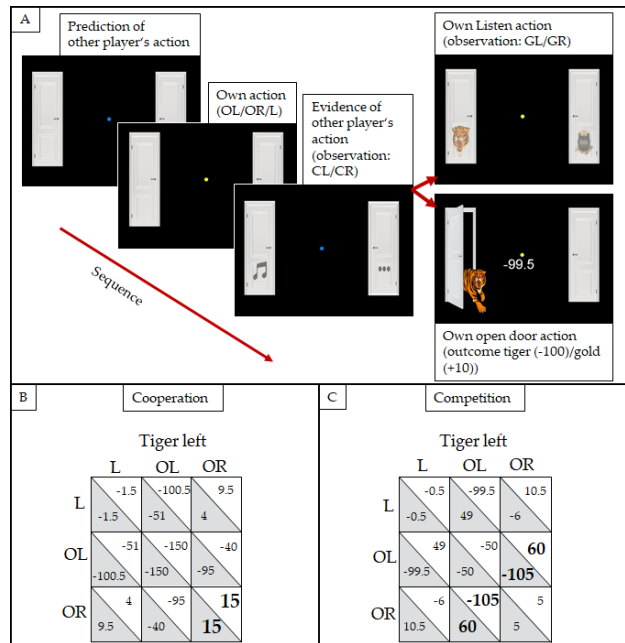 A
Prediction of
other player's action
Own action
(OL/OR/L)
Evidence of
other player's
action
(observation:
CL/CR)
Own Listen action
(observation: GL/GR)
-99.5
Own open door action
(outcome tiger (-100)/gold
(+10))
Sequence
B
Cooperation
Tiger left
L OL OR
L -1.5 -100.5 9.5
-1.5 -51 4
OL -51 -150 -40
-100.5 -150 -95
OR 4 -95 15
9.5 -40 15
C
Competition
Tiger left
L OL OR
L -0.5 -99.5 10.5
-0.5 49 -6
OL 49 -50 60
-99.5 -50 -105
OR -6 -105 5
10.5 60 5